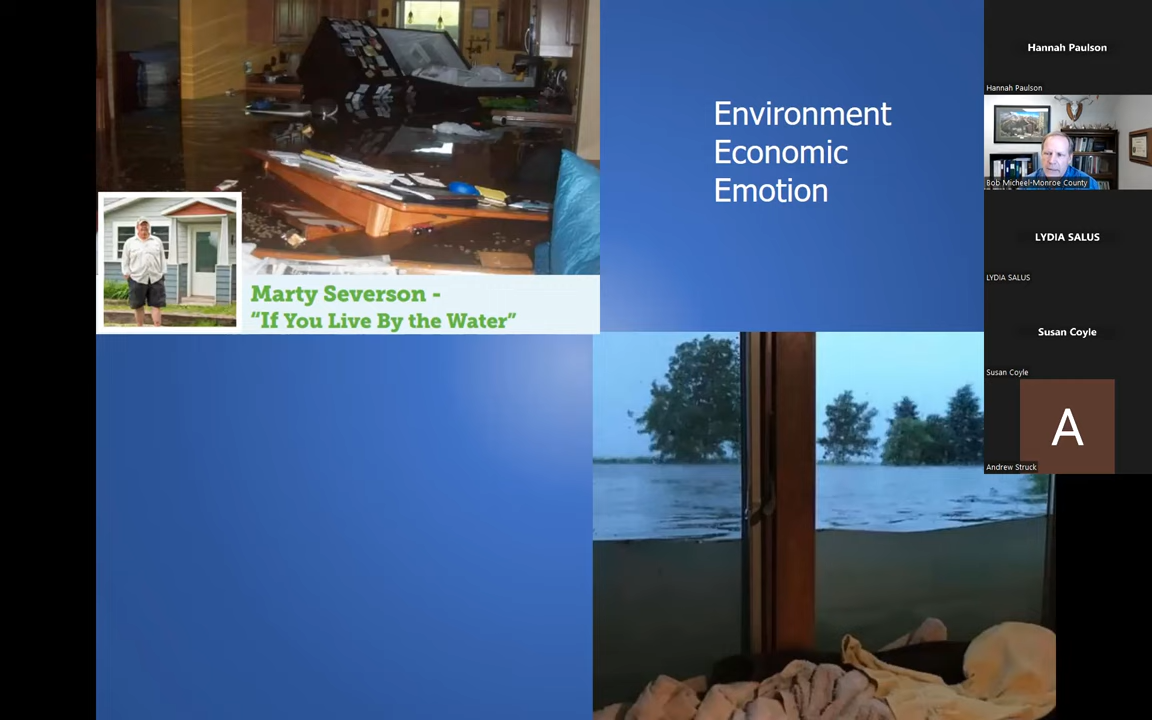 Marty Severson -
“If You Live By the Water”
Environment
Economic
Emotion
Hannah Paulson
Hannah Paulson
Bob Micheel-Monroe County
LYDIA SALUS
LYDIA SALUS
Susan Coyle
Susan Coyle
A
Andrew Struck